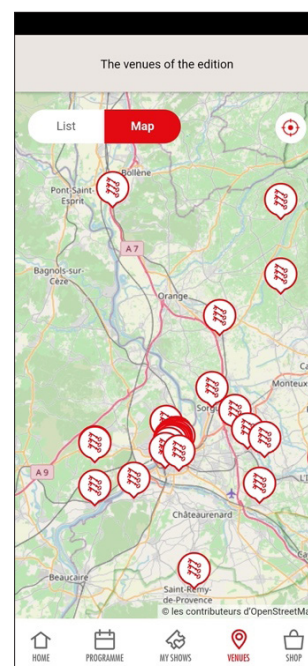 The venues of the edition
List
Map
Bollène
Pont-Saint-
Esprit
A 7
Bagnols-sur-
Cèze
Orange
Monteux
A 9
Châteaurenard
Beaucaire
Saint-Rémy-
de-Provence
© les contributeurs d'OpenStreetMa
HOME
PROGRAMME
MY SHOWS
VENUES
SHOP